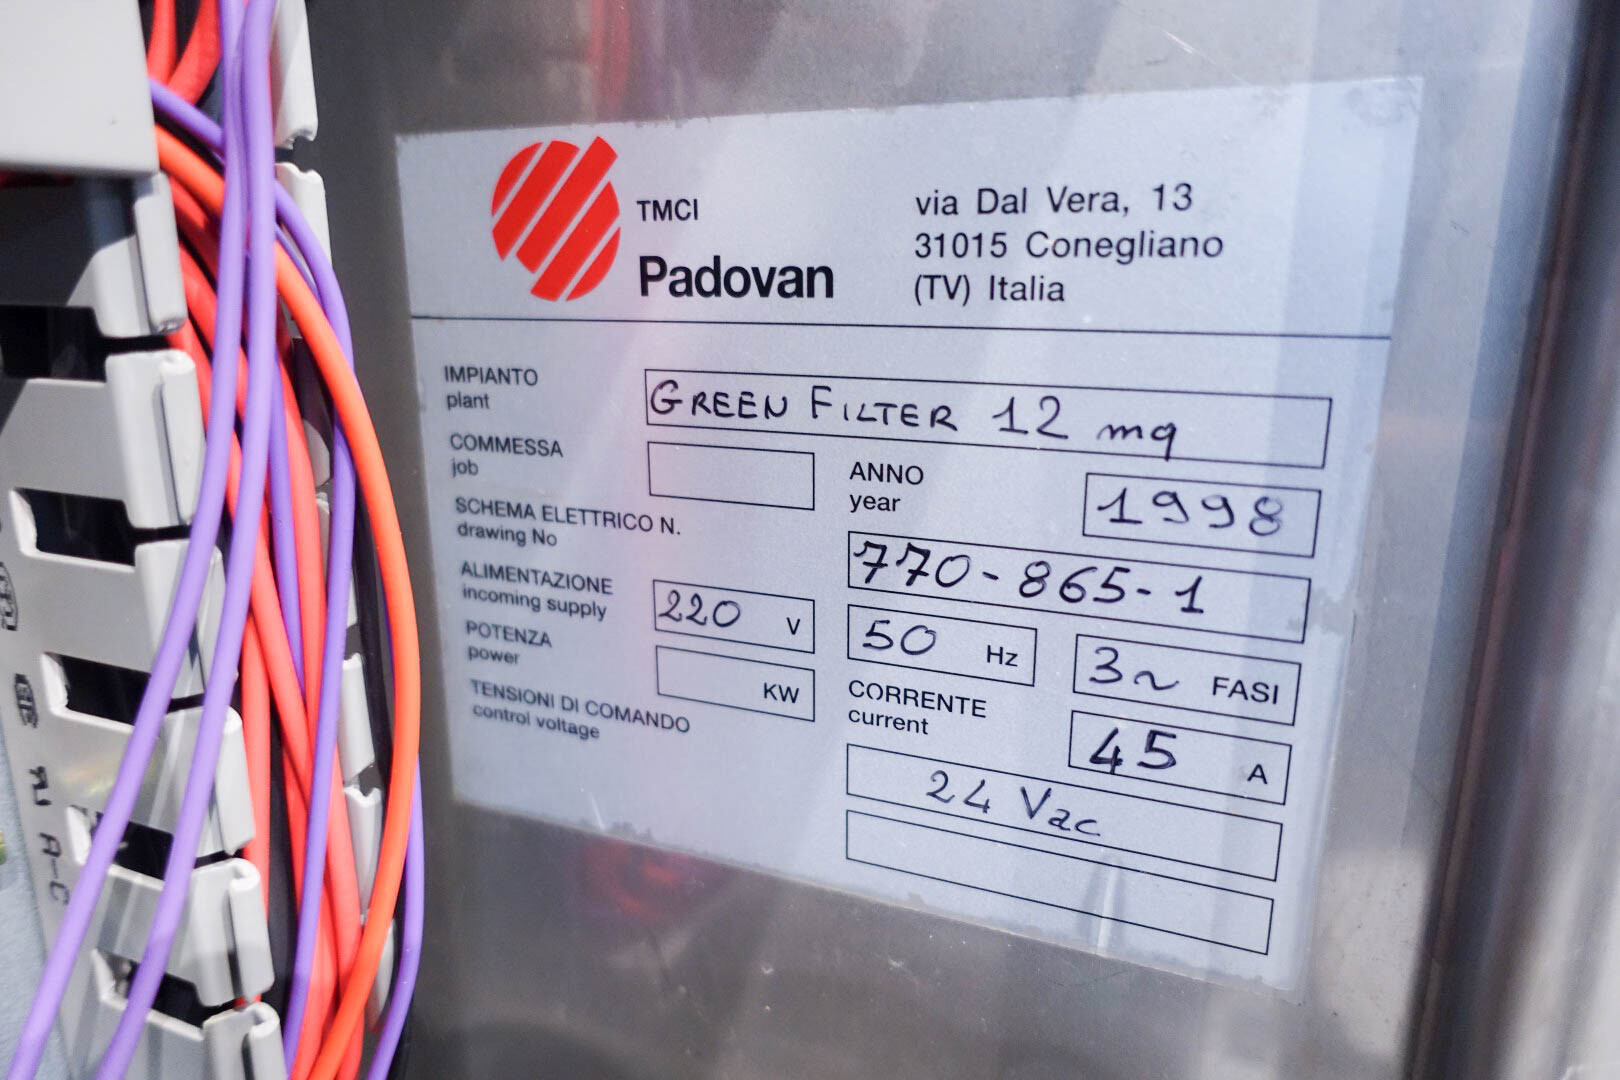 TMCI
Padovan
via Dal Vera, 13
31015 Conegliano
(TV) Italia
IMPIANTO
plant
GREEN FILTER 12 mq
COMMESSA
job
ANNO
year
1998
SCHEMA ELETTRICO N.
drawing No
770-865-1
ALIMENTAZIONE
incoming supply
220 V
50 Hz
3~ FASI
POTENZA
power
KW
CORRENTE
current
45 A
TENSIONI DI COMANDO
control voltage
24 Vac
A-C